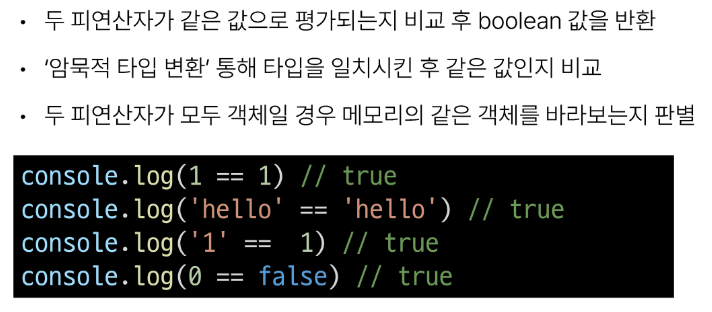 • 두 피연산자가 같은 값으로 평가되는지 비교 후 boolean 값을 반환
• ‘암묵적 타입 변환’ 통해 타입을 일치시킨 후 같은 값인지 비교
• 두 피연산자가 모두 객체일 경우 메모리의 같은 객체를 바라보는지 판별
console.log(1 == 1) // true
console.log('hello' == 'hello') // true
console.log('1' ==  1) // true
console.log(0 == false) // true